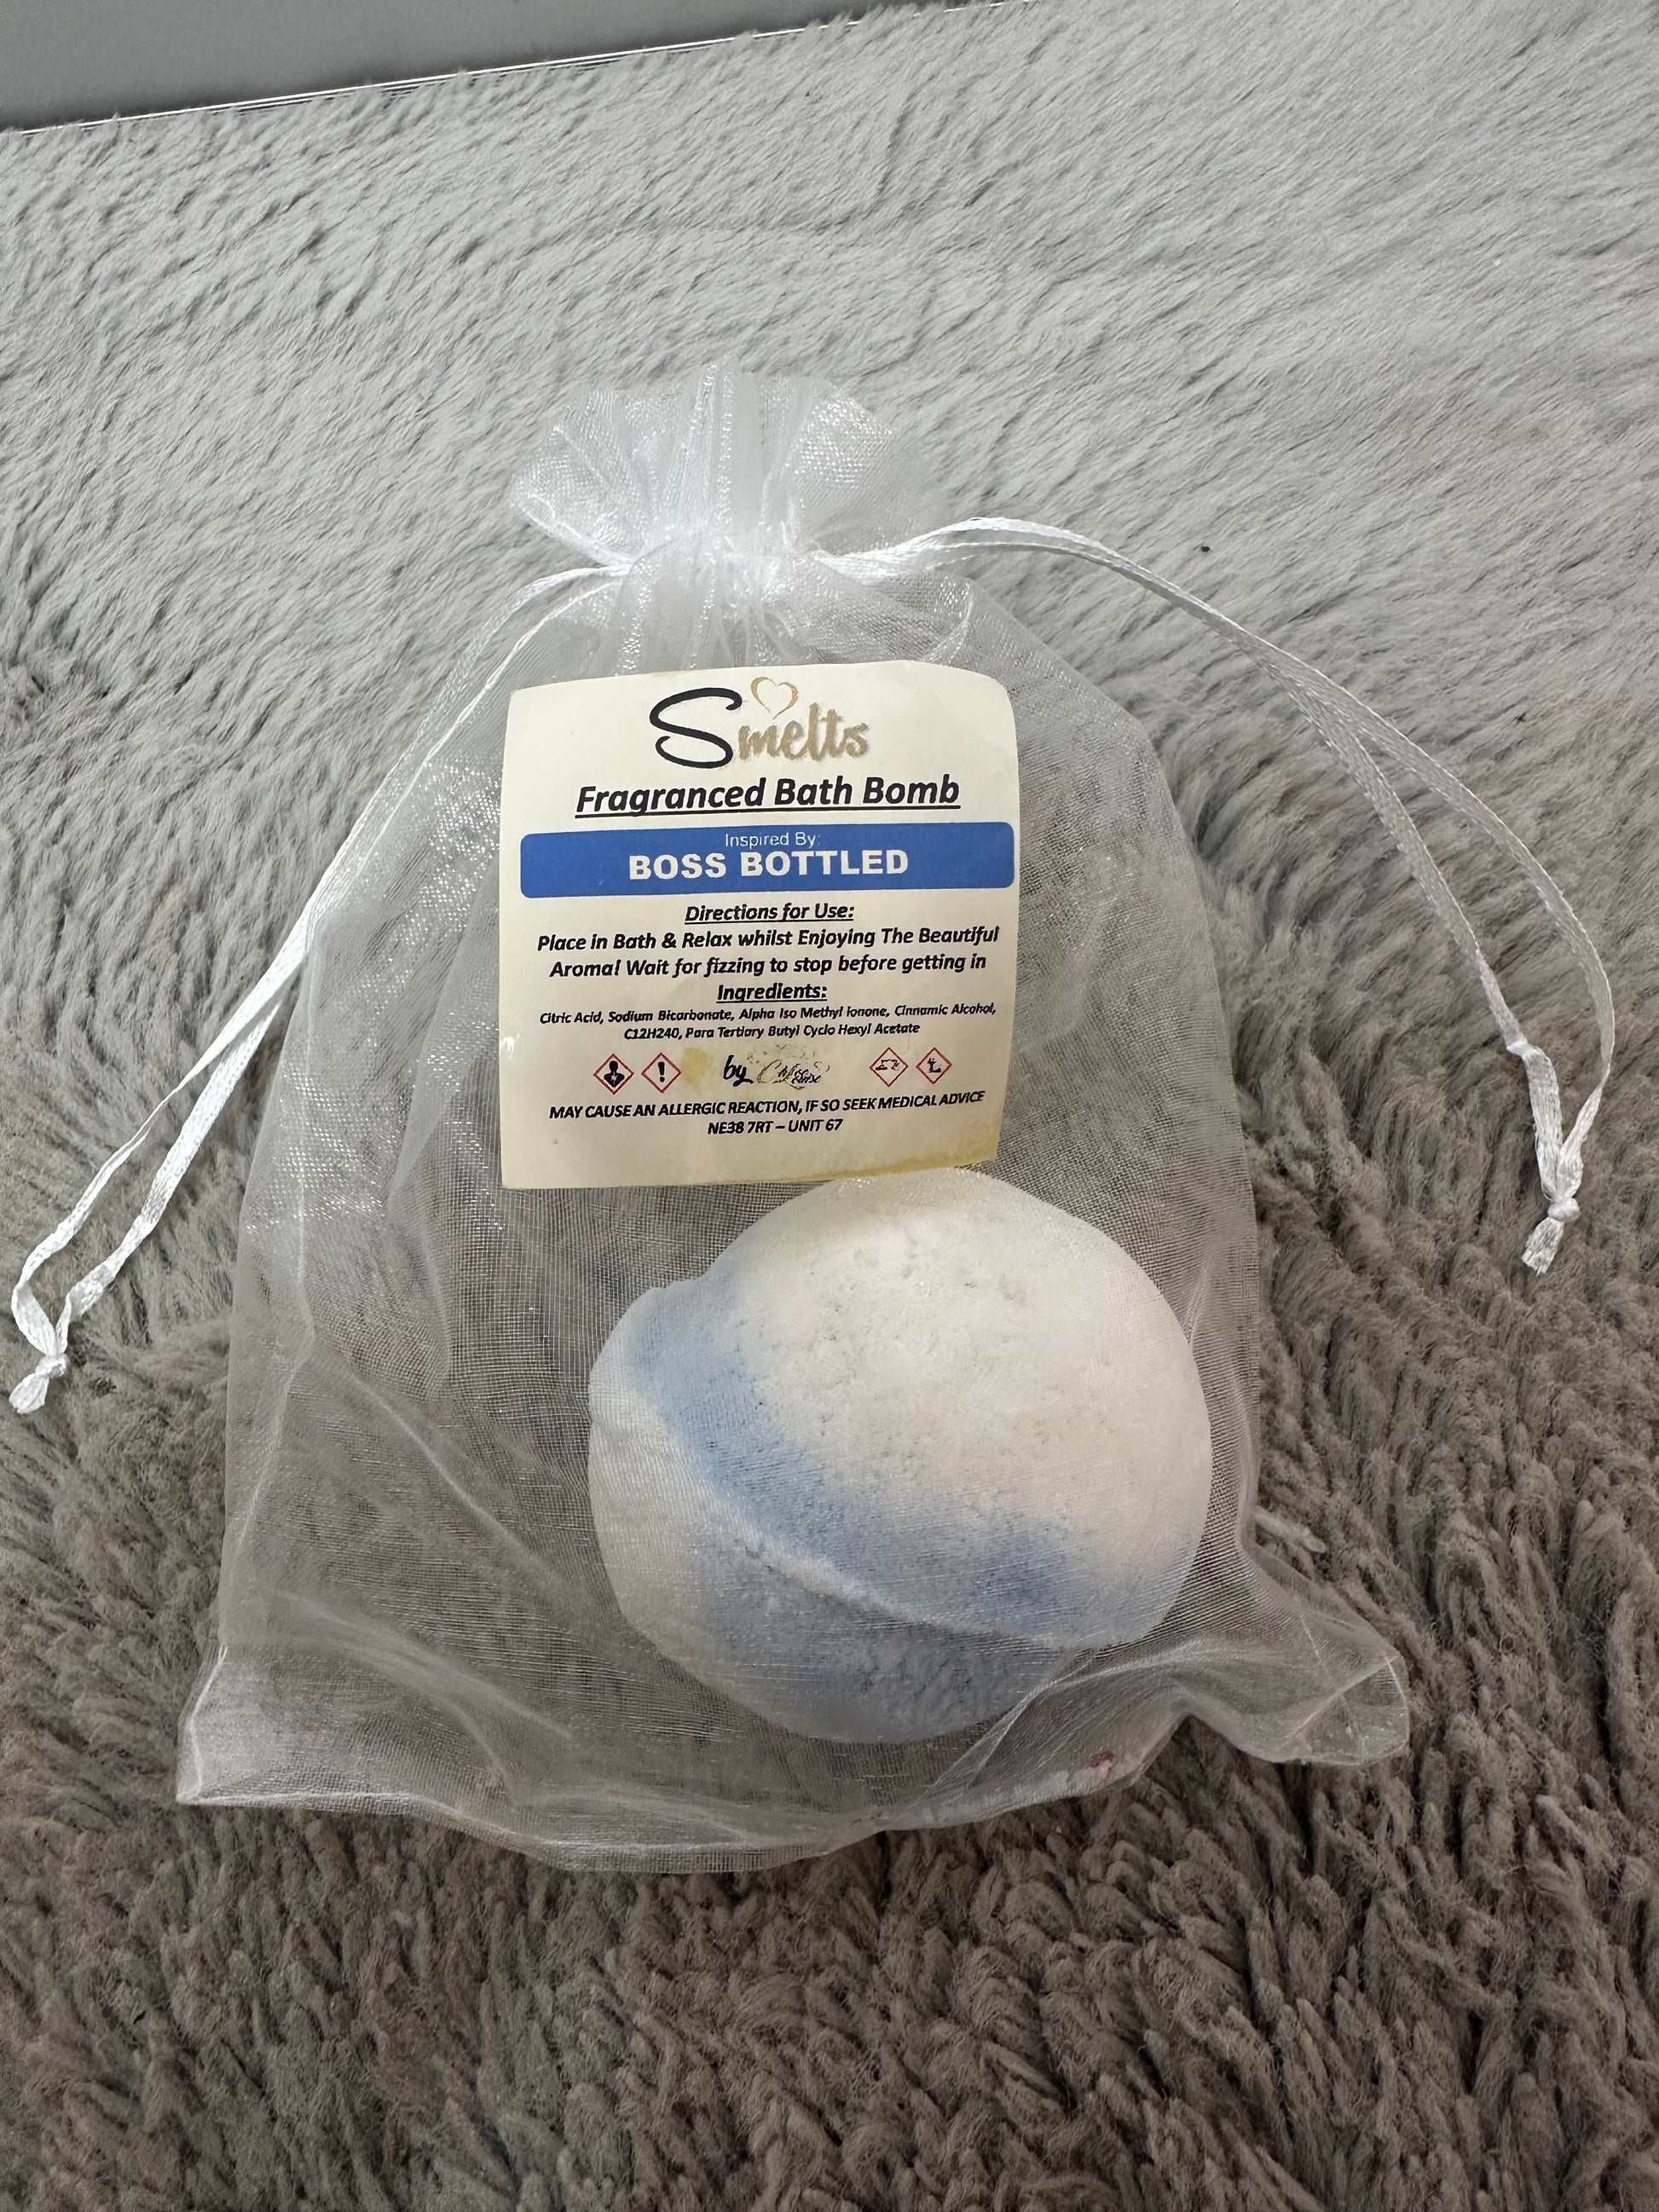 Smelts
Fragranced Bath Bomb
Inspired By:
BOSS BOTTLED
Directions for Use:
Place in Bath & Relax whilst Enjoying The Beautiful
Aroma! Wait for fizzing to stop before getting in
Ingredients:
Citric Acid, Sodium Bicarbonate, Alpha Iso Methyl Ionone, Cinnamic Alcohol,
C12H240, Para Tertiary Butyl Cyclo Hexyl Acetate
by
MAY CAUSE AN ALLERGIC REACTION, IF SO SEEK MEDICAL ADVICE
NE38 7RT – UNIT 67